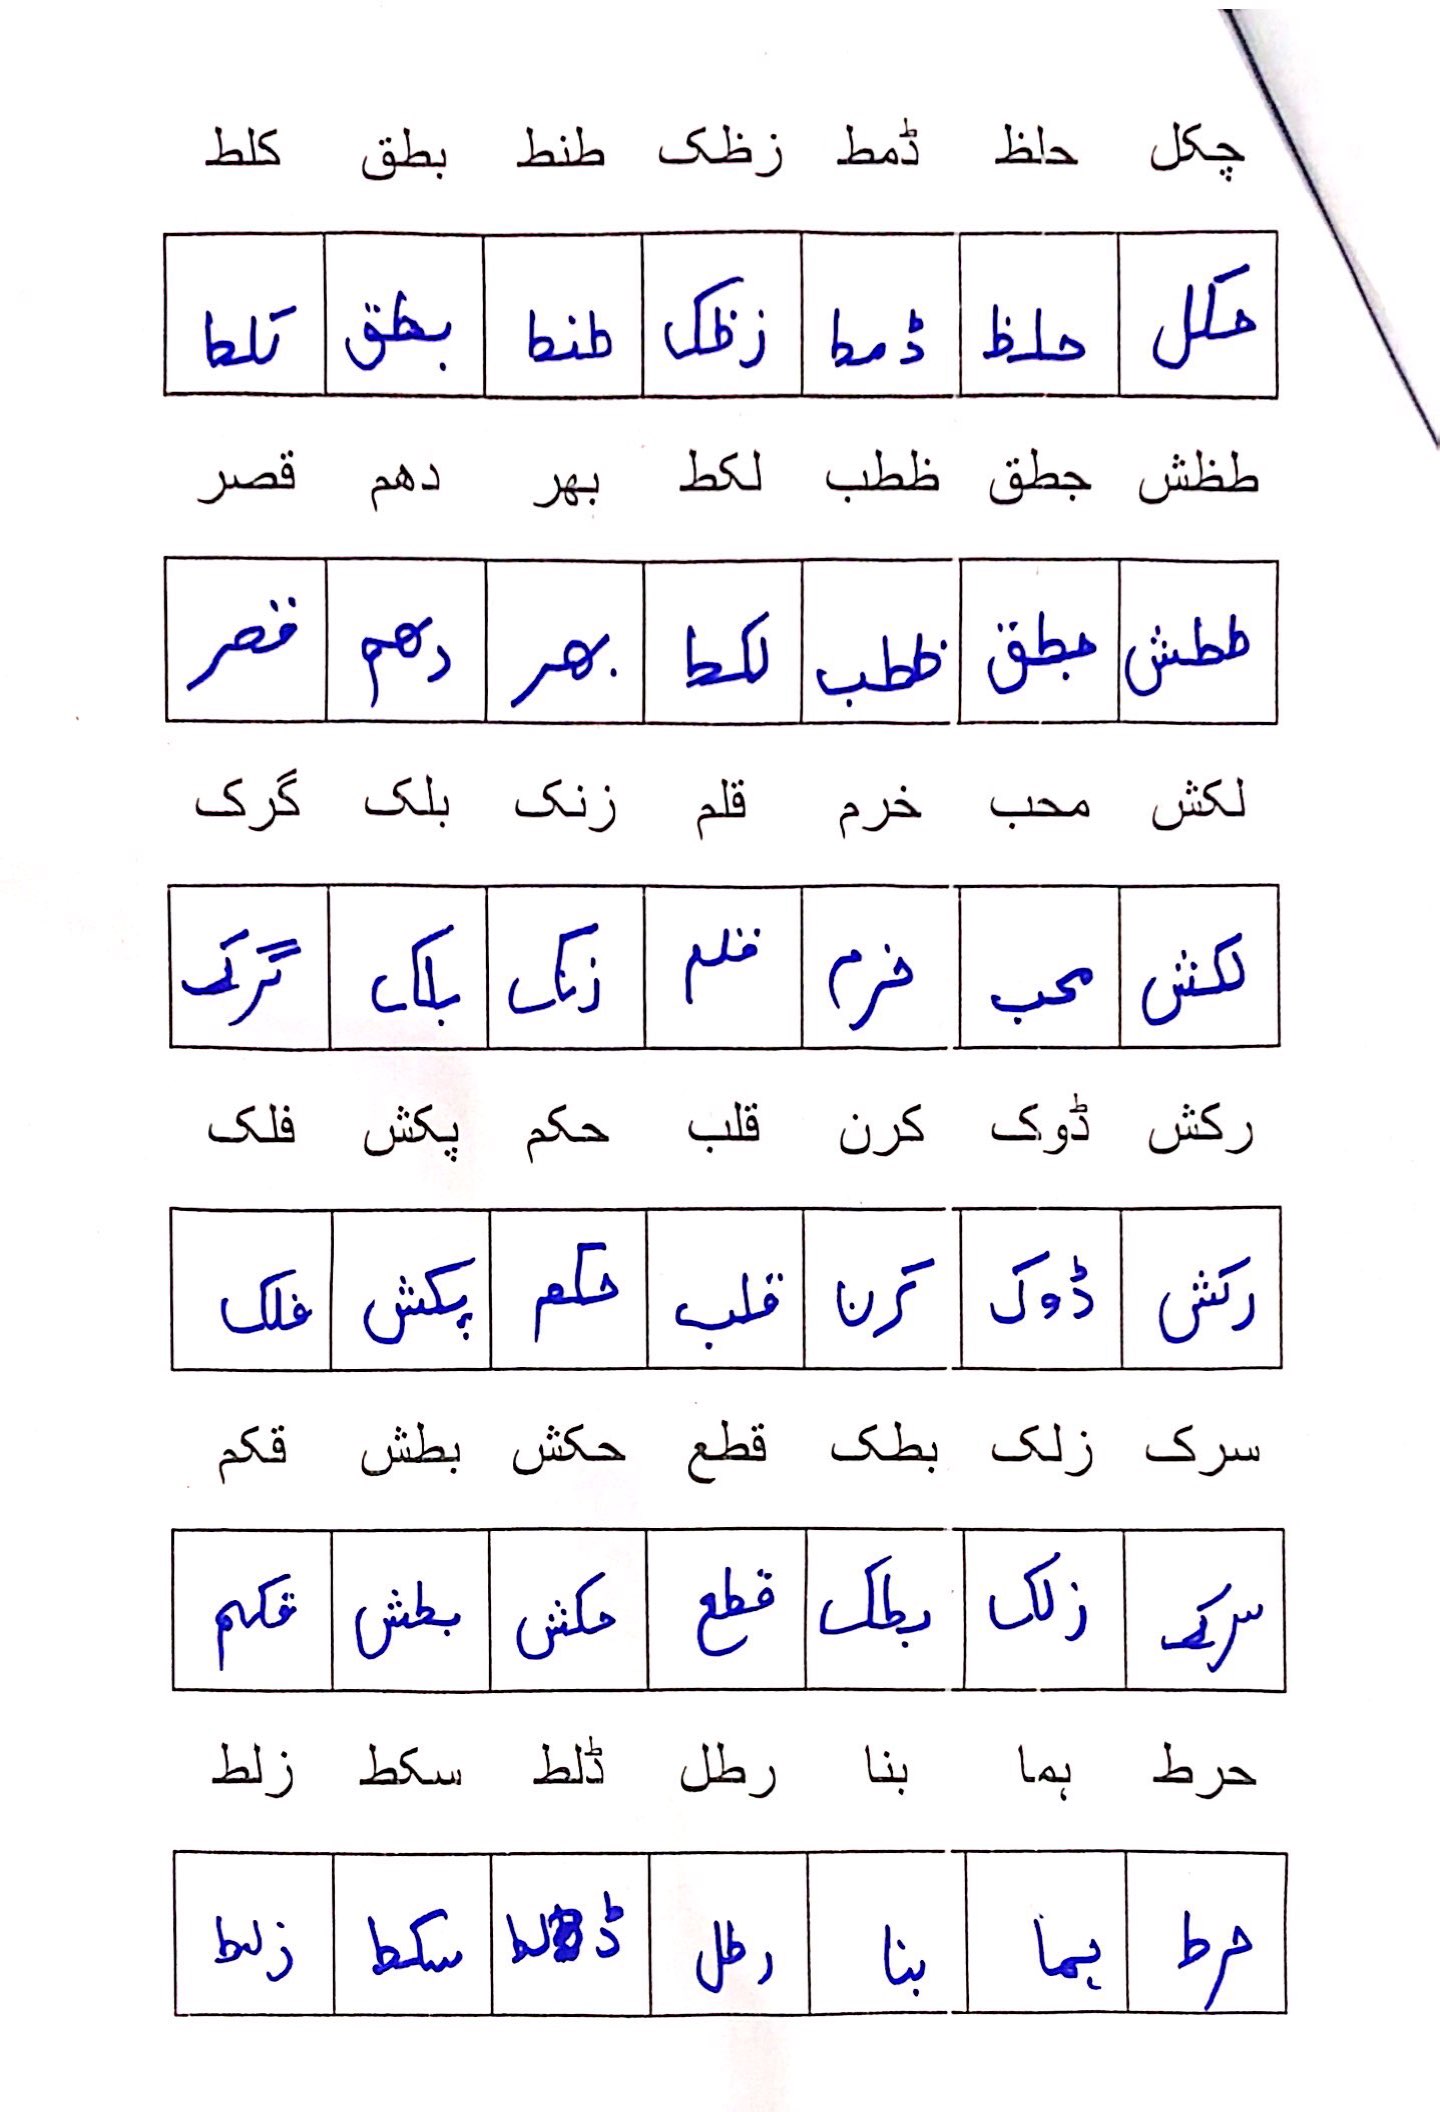 چکل حلظ ڈمط زظک طنط بطق کلط
حکل حلظ ڈمط زظک طنط بطق کلط
طظش جطق ظطب لکط بھر دھم قصر
ططش جطق ظطب لکط بھر دھم قصر
لکش محب خرم قلم زنک بلک گرک
لکش محب خرم قلم زنک بلک گرک
رکش ڈوک کرن قلب حکم پکش فلک
رکش ڈوک کرن قلب حکم پکش فلک
سرک زلک بطک قطع حکش بطش قکم
سرک زلک بطک قطع حکش بطش قکم
حرط ہما بنا رطل ڈلط سکط زلط
حرط ہما بنا رطل ڈلط سکط زلط